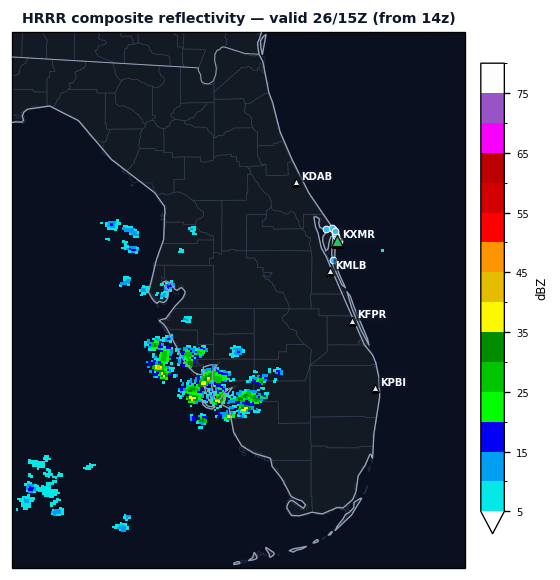 HRRR composite reflectivity — valid 26/15Z (from 14z)
KDAB
KXMR
KMLB
KFPR
KPBI
75
65
55
45
35
25
15
5
dBZ